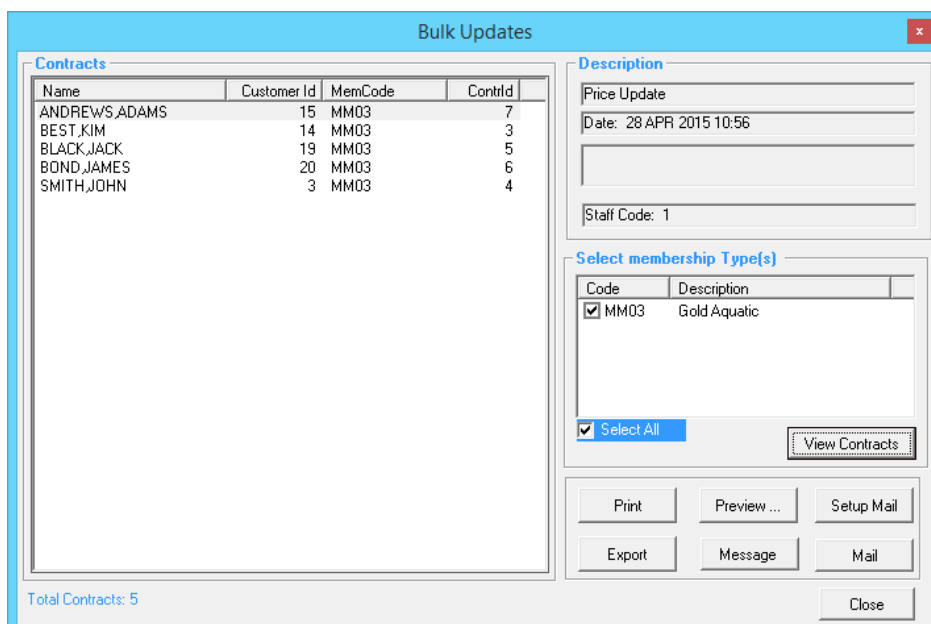 Bulk Updates
x
Contracts
Name Customer Id MemCode ContrId
ANDREWS,ADAMS 15 MM03 7
BEST,KIM 14 MM03 3
BLACK,JACK 19 MM03 5
BOND,JAMES 20 MM03 6
SMITH,JOHN 3 MM03 4
Total Contracts: 5
Description
Price Update
Date: 28 APR 2015 10:56
Staff Code: 1
Select membership Type(s)
Code Description
MM03 Gold Aquatic
Select All
View Contracts
Print Preview ... Setup Mail
Export Message Mail
Close